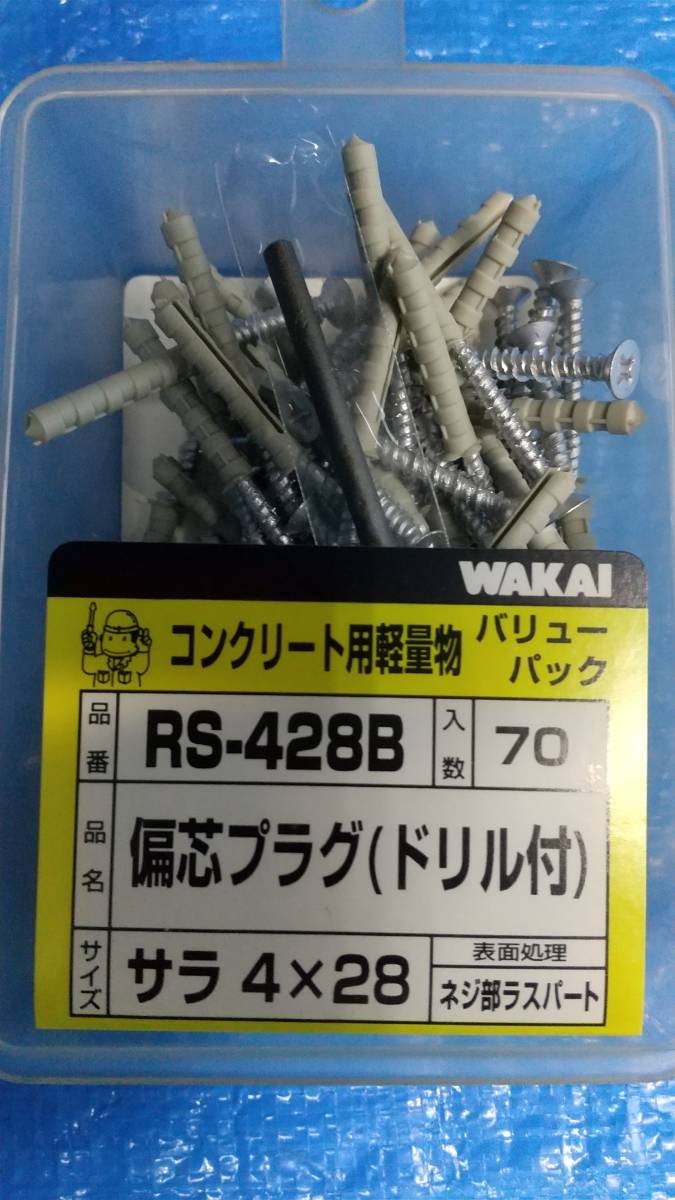 WAKAI
コンクリート用軽量物
バリュー
パック
品番
RS-428B
入数
70
品名
偏芯プラグ(ドリル付)
サイズ
サラ 4×28
表面処理
ネジ部ラスパート